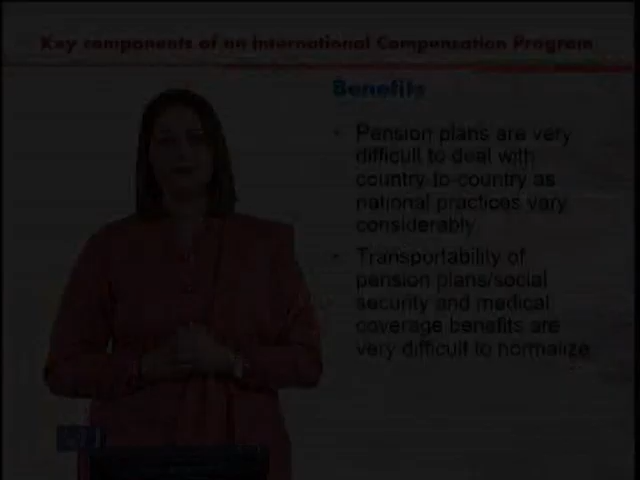 Key components of an International Compensation Program
Benefits
• Pension plans are very
difficult to deal with
country-to-country as
national practices vary
considerably
• Transportability of
pension plans/social
security and medical
coverage benefits are
very difficult to normalize